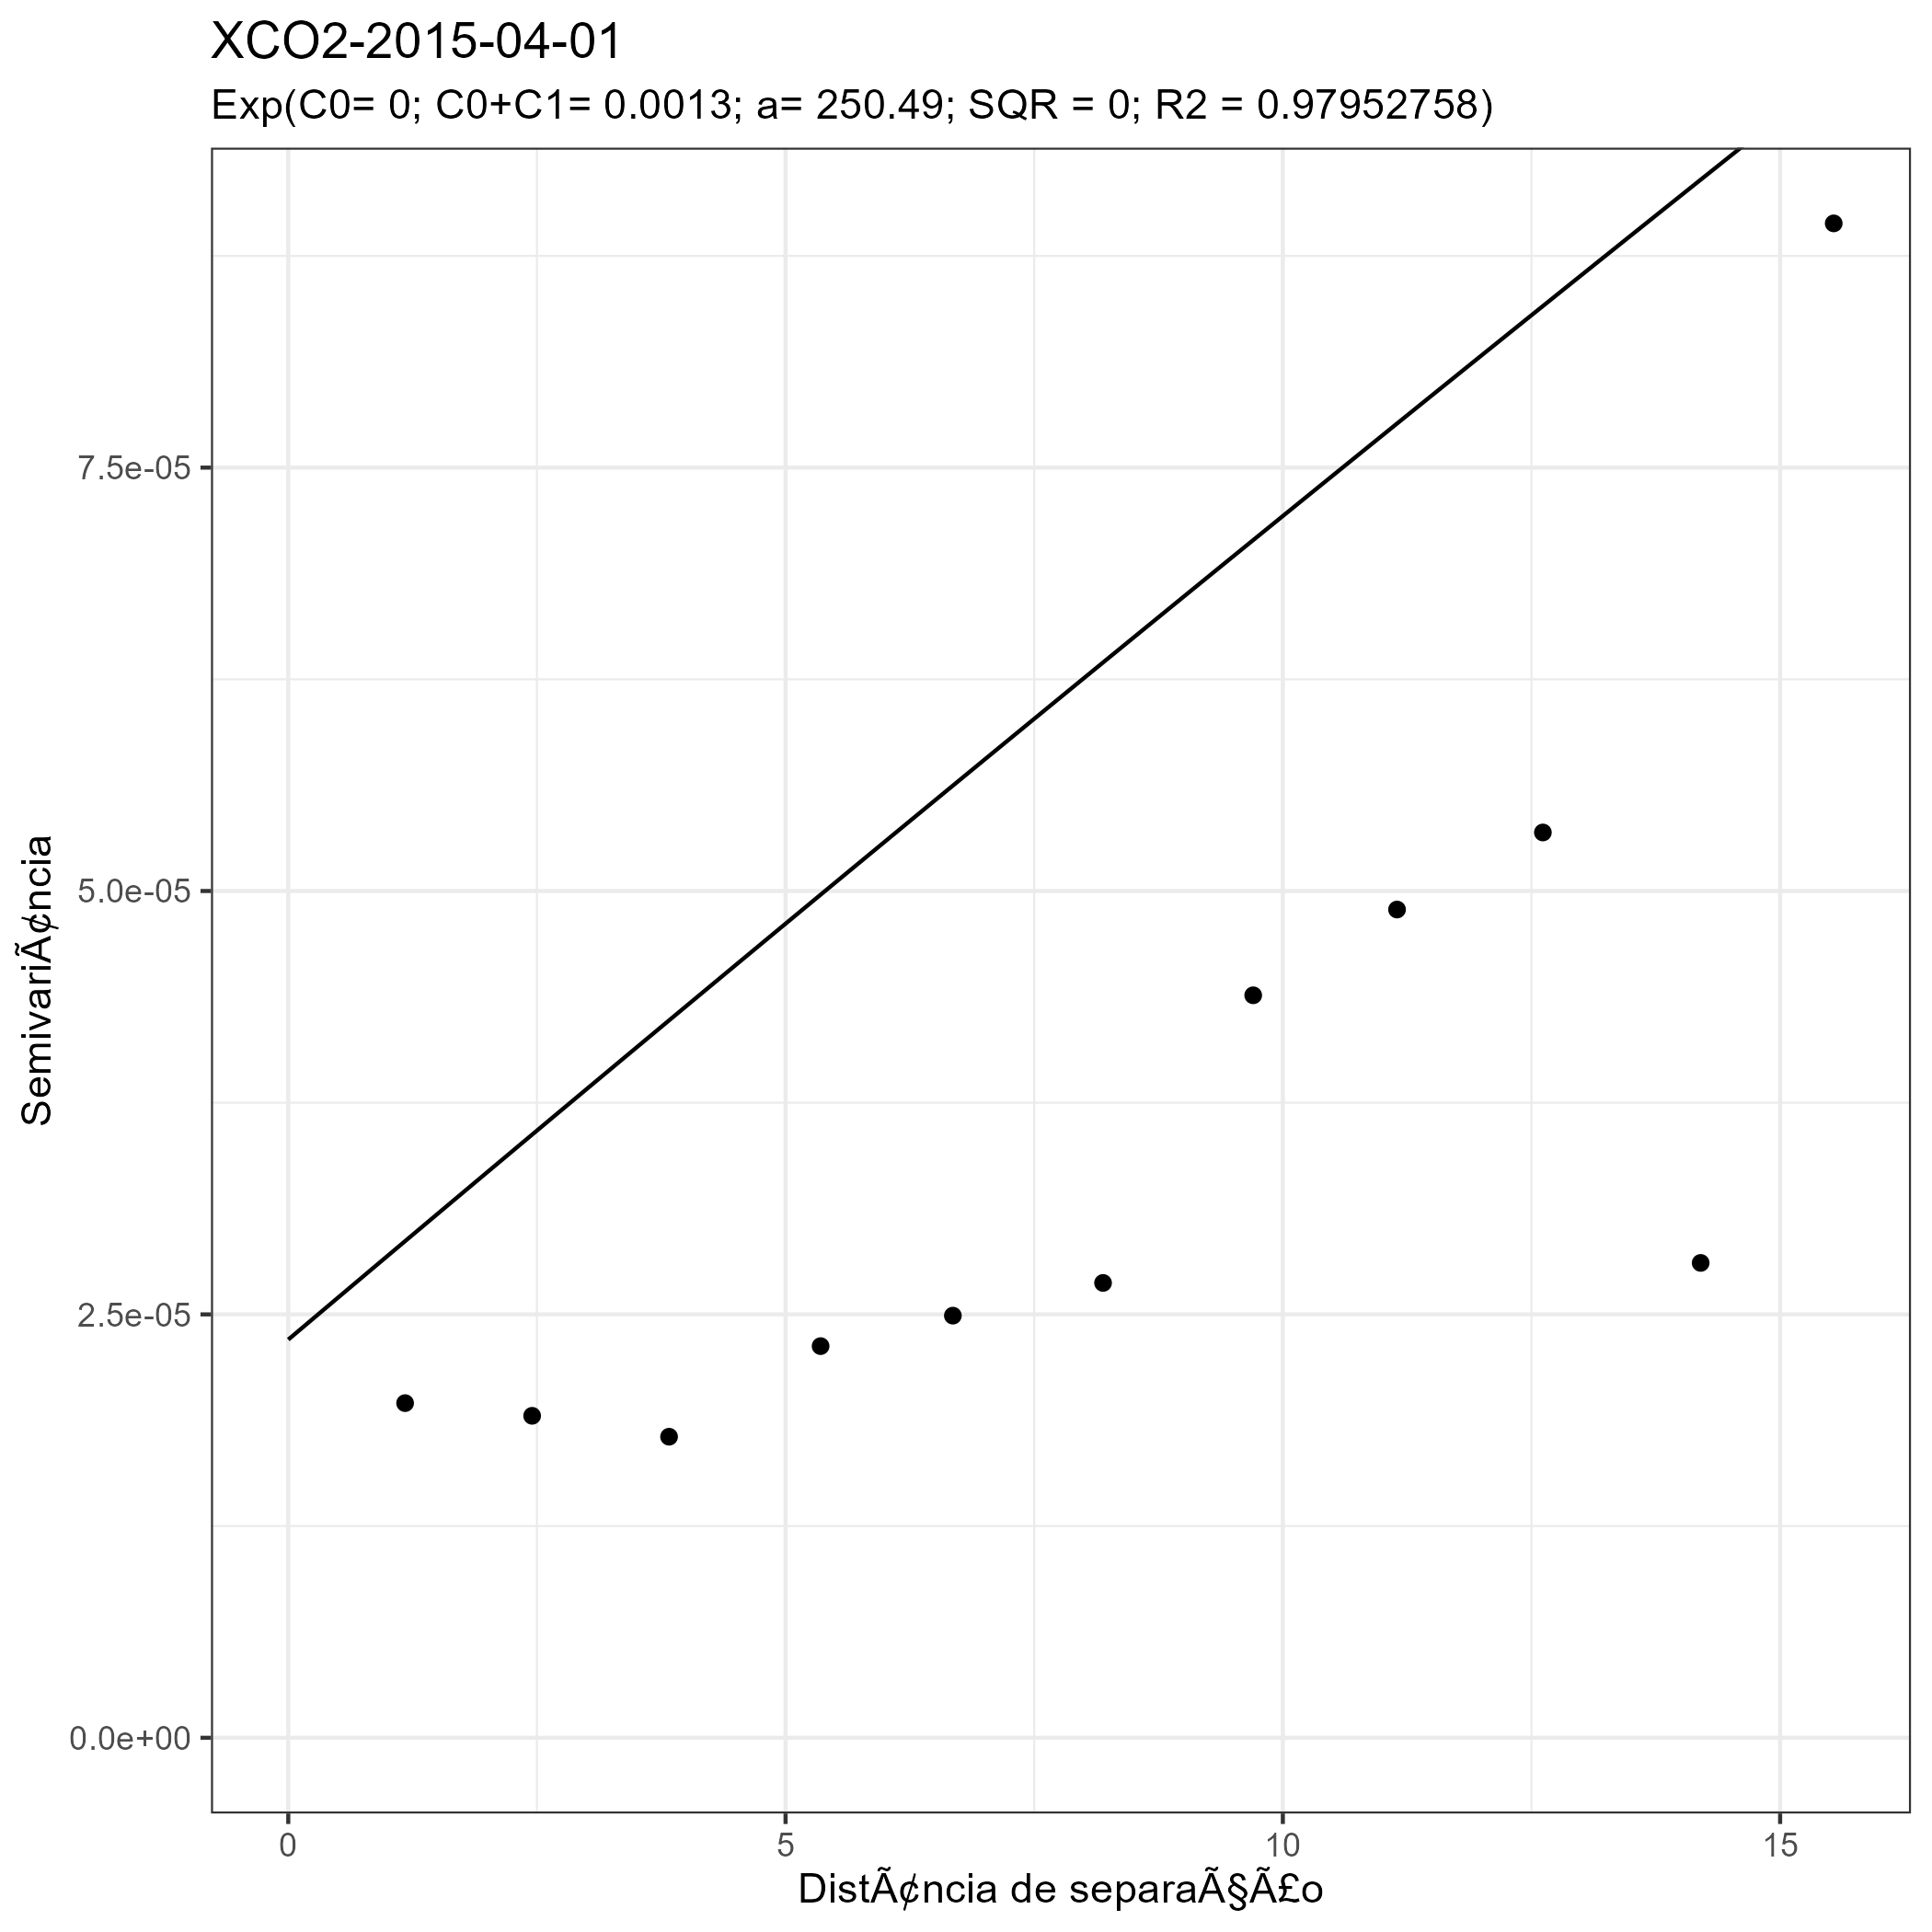 XCO2-2015-04-01
Exp(C0= 0; C0+C1= 0.0013; a= 250.49; SQR = 0; R2 = 0.97952758)
SemivariÃ¢ncia
7.5e-05
5.0e-05
2.5e-05
0.0e+00
0 5 10 15
DistÃ¢ncia de separaÃ§Ã£o